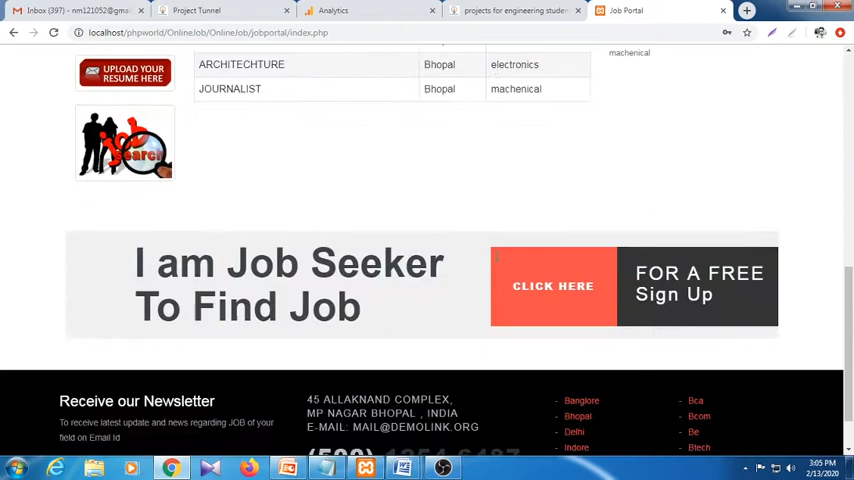 Inbox (397) - nm121052@gma
Project Tunnel
Analytics
projects for engineering studen
Job Portal
localhost/phpworld/OnlineJob/OnlineJob/jobportal/index.php
machenical
UPLOAD YOUR
RESUME HERE
ARCHITECHTURE Bhopal electronics
JOURNALIST Bhopal machenical
job
search
I am Job Seeker
To Find Job
CLICK HERE
FOR A FREE
Sign Up
Receive our Newsletter
To receive latest update and news regarding JOB of your
field on Email Id
45 ALLAKNAND COMPLEX,
MP NAGAR BHOPAL , INDIA
E-MAIL: MAIL@DEMOLINK.ORG
- Banglore
- Bhopal
- Delhi
- Indore
- Bca
- Bcom
- Be
- Btech
3:05 PM
2/13/2020